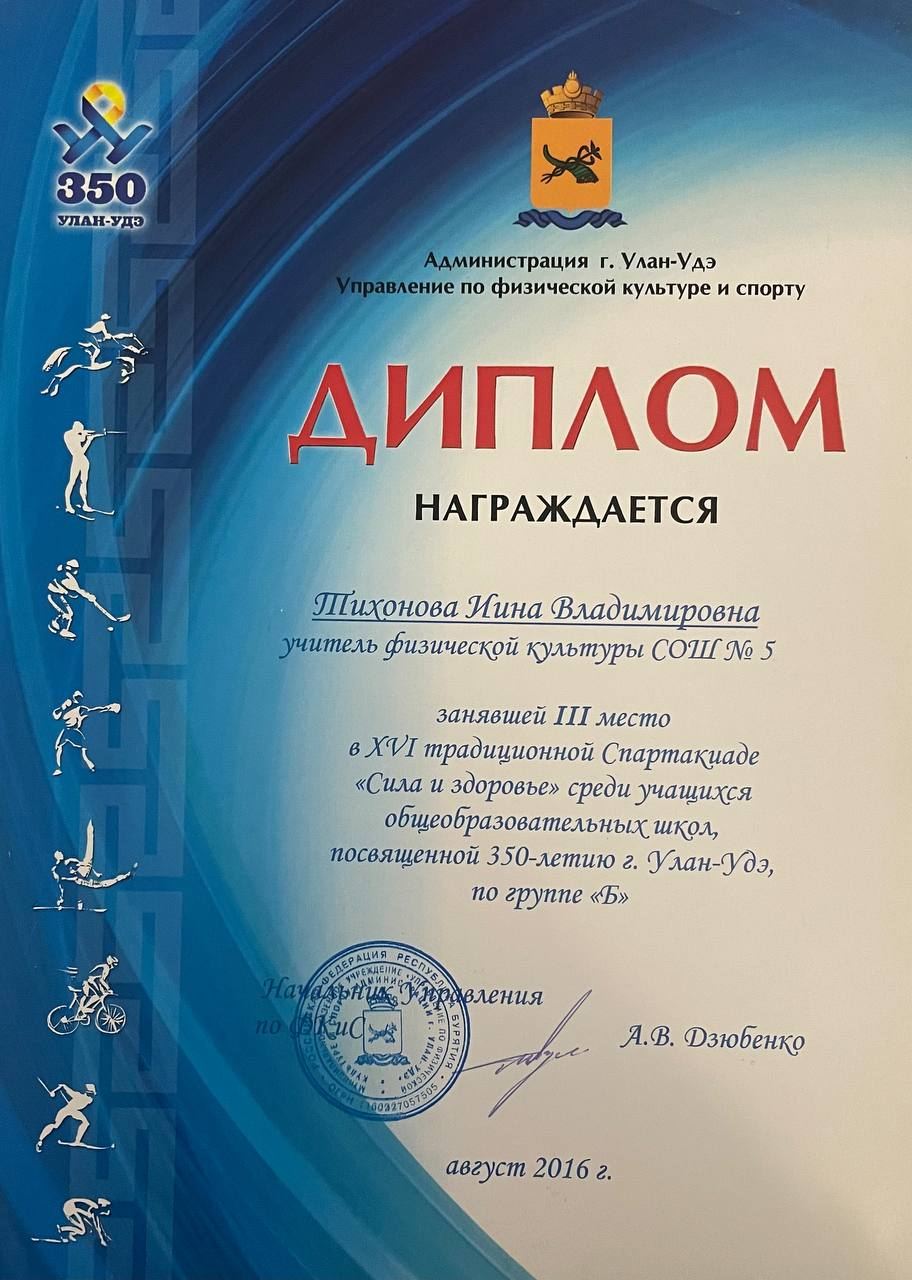 350
УЛАН-УДЭ
Администрация г. Улан-Удэ
Управление по физической культуре и спорту
ДИПЛОМ
НАГРАЖДАЕТСЯ
Тихонова Инна Владимировна
учитель физической культуры СОШ № 5
занявшей III место
в XVI традиционной Спартакиаде
«Сила и здоровье» среди учащихся
общеобразовательных школ,
посвященной 350-летию г. Улан-Удэ,
по группе «Б»
Начальник Управления
по ФКиС
А.В. Дзюбенко
август 2016 г.